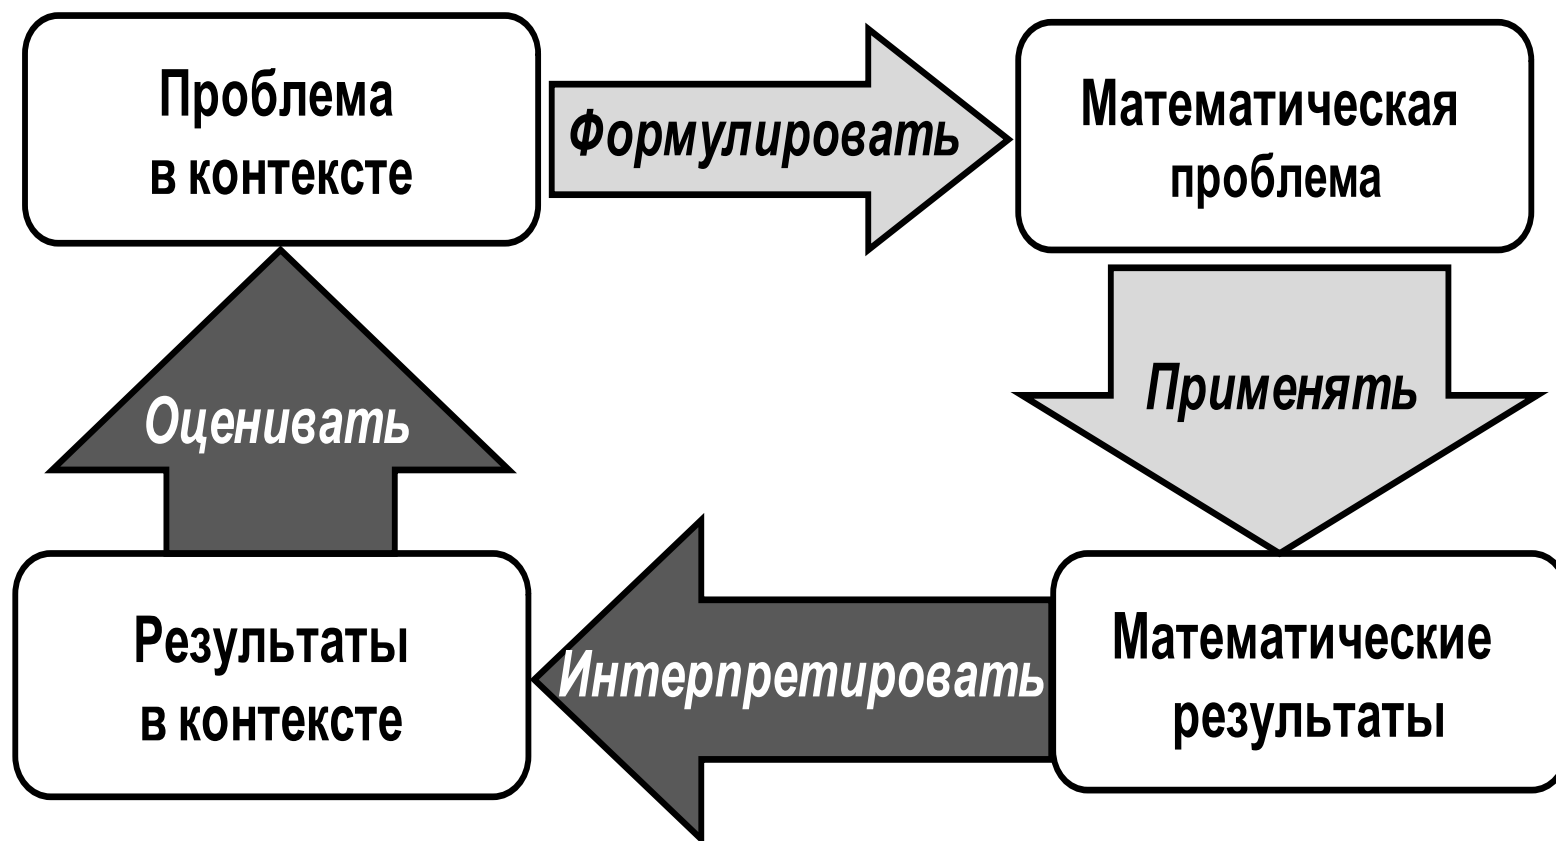 Проблема
в контексте
Формулировать
Математическая
проблема
Применять
Математические
результаты
Интерпретировать
Результаты
в контексте
Оценивать